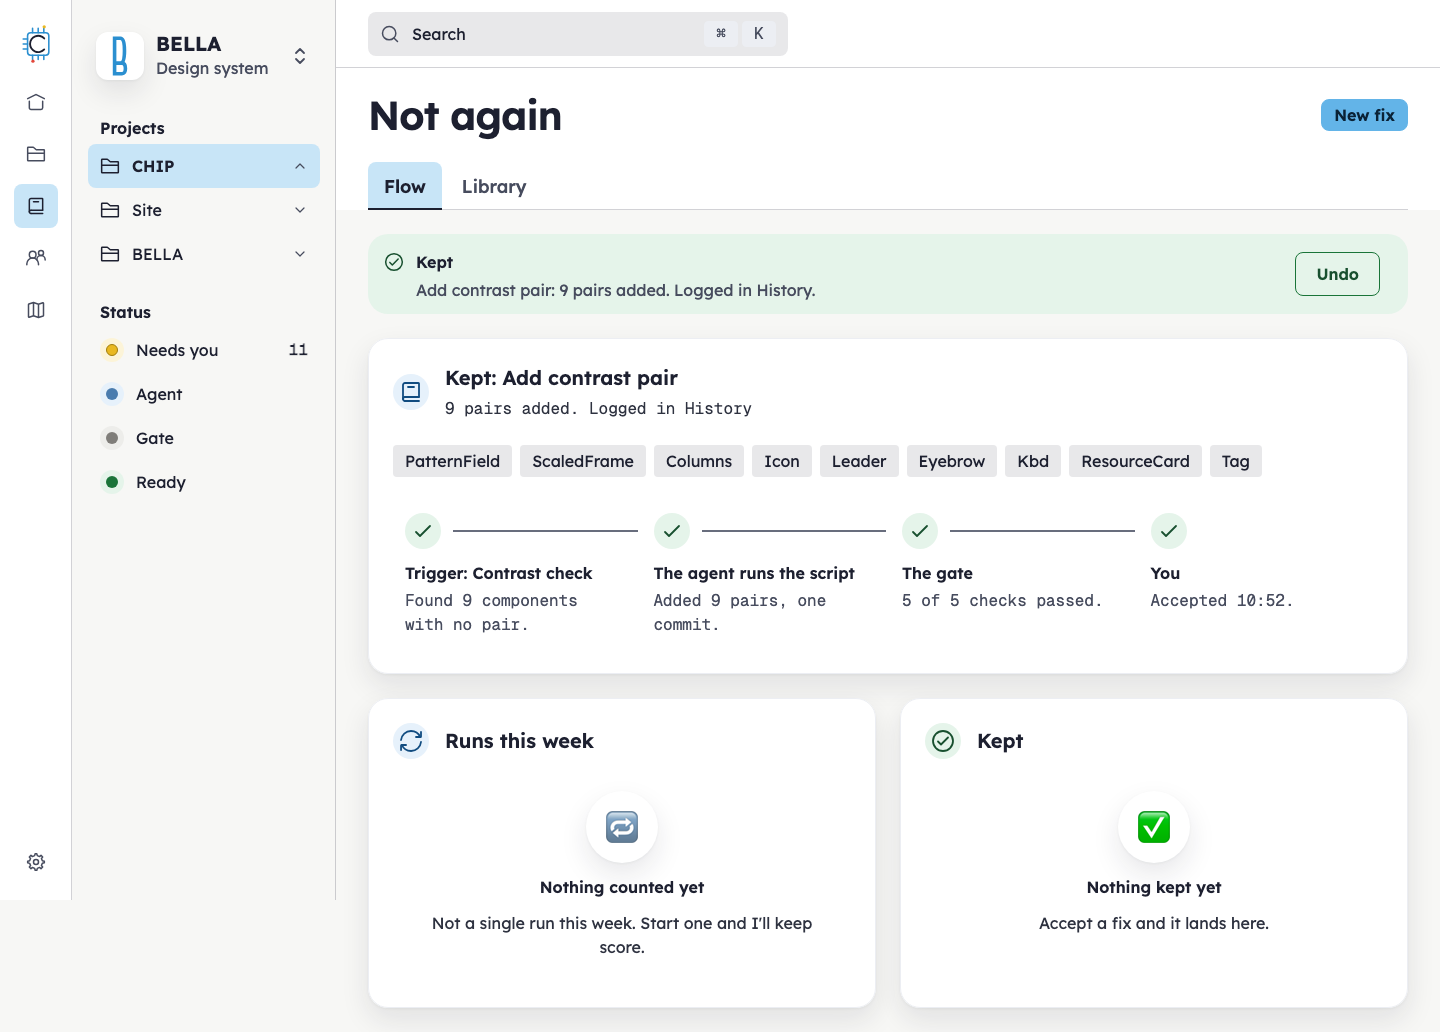 C
BELLA
Design system
Projects
CHIP
Site
BELLA
Status
Needs you 11
Agent
Gate
Ready
Search ⌘ K
Not again
New fix
Flow Library
Kept
Add contrast pair: 9 pairs added. Logged in History.
Undo
Kept: Add contrast pair
9 pairs added. Logged in History
PatternField ScaledFrame Columns Icon Leader Eyebrow Kbd ResourceCard Tag
Trigger: Contrast check
Found 9 components
with no pair.
The agent runs the script
Added 9 pairs, one
commit.
The gate
5 of 5 checks passed.
You
Accepted 10:52.
Runs this week
Nothing counted yet
Not a single run this week. Start one and I'll keep
score.
Kept
Nothing kept yet
Accept a fix and it lands here.